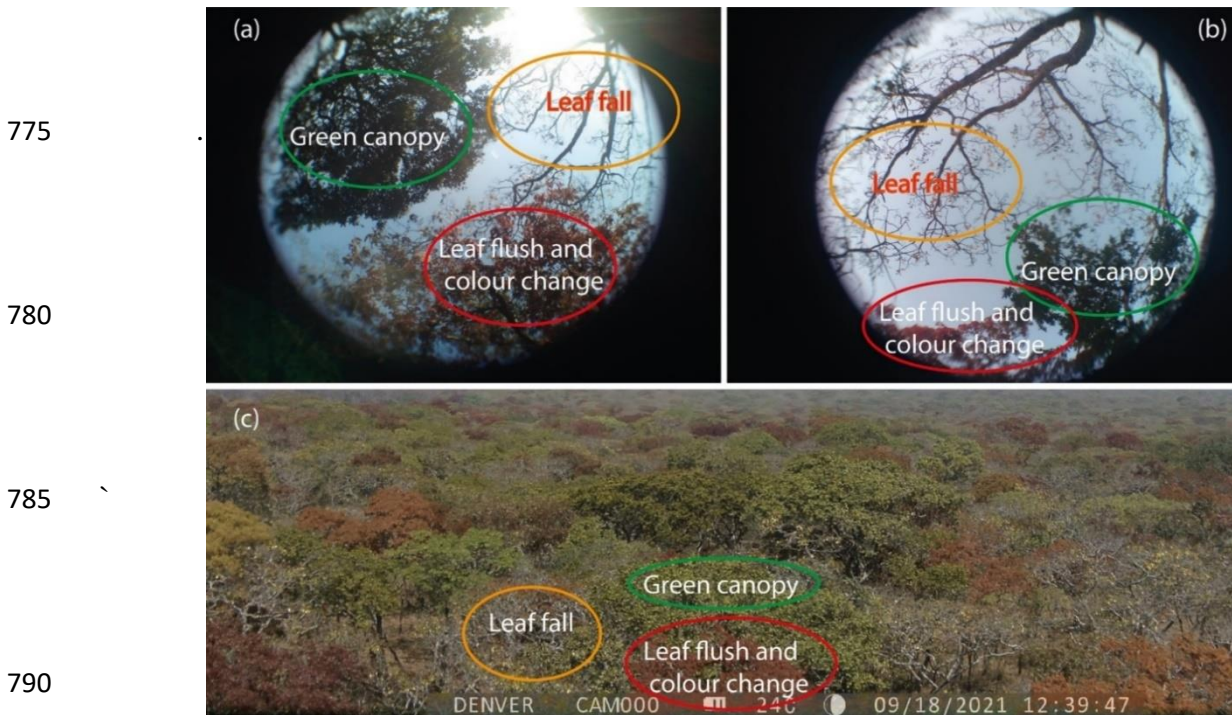 (a)
Green canopy
Leaf fall
Leaf flush and
colour change
(b)
Leaf fall
Green canopy
Leaf flush and
colour change
775
.
780
(c)
785
`
Green canopy
Leaf fall
Leaf flush and
colour change
790
DENVER CAM000 24C 09/18/2021 12:39:47